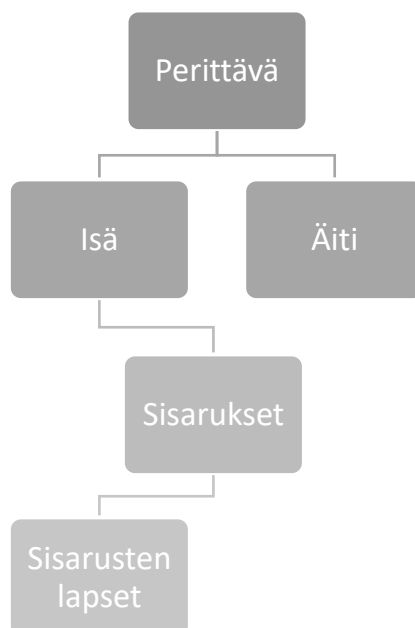 Perittävä
Isä
Äiti
Sisarukset
Sisarusten
lapset